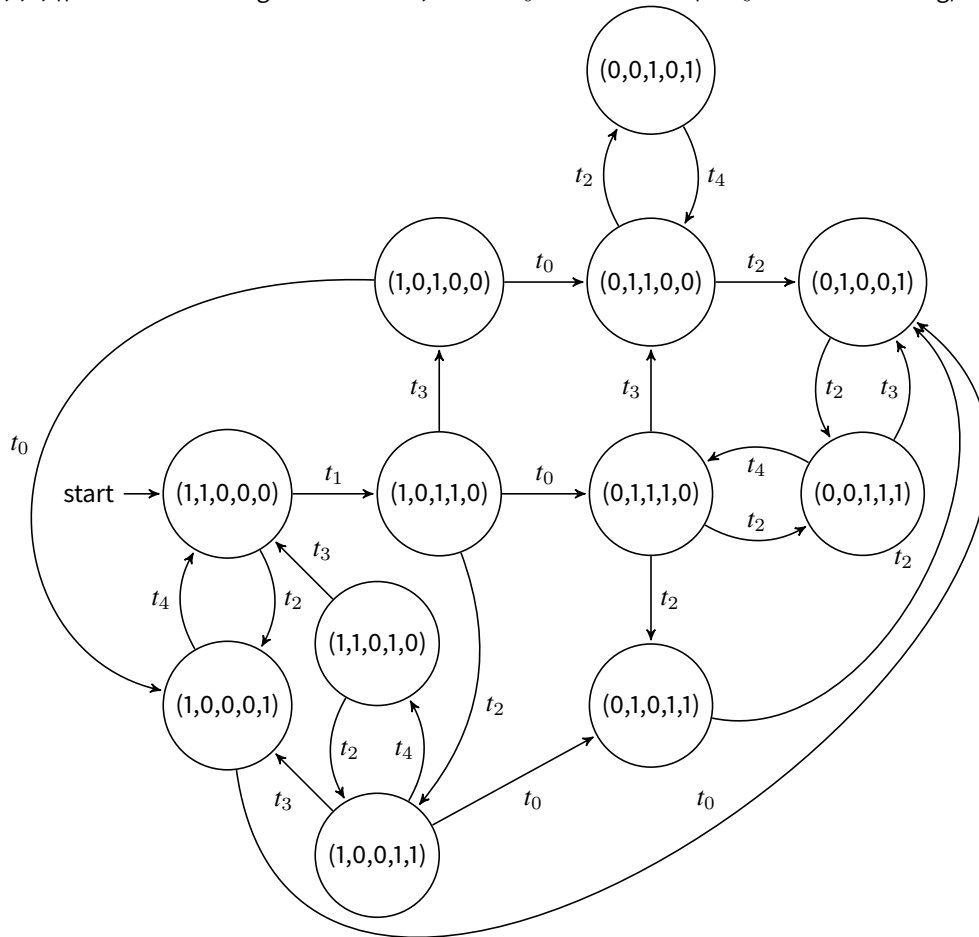 (0,0,1,0,1)
t2
t4
(1,0,1,0,0)
t0
(0,1,1,0,0)
t2
(0,1,0,0,1)
t3
t3
t2
t3
t0
start
(1,1,0,0,0)
t1
(1,0,1,1,0)
t0
(0,1,1,1,0)
t4
t2
(0,0,1,1,1)
t2
t3
t4
t2
(1,1,0,1,0)
t2
(1,0,0,0,1)
t2
(0,1,0,1,1)
t2
t4
t3
t0
t0
(1,0,0,1,1)